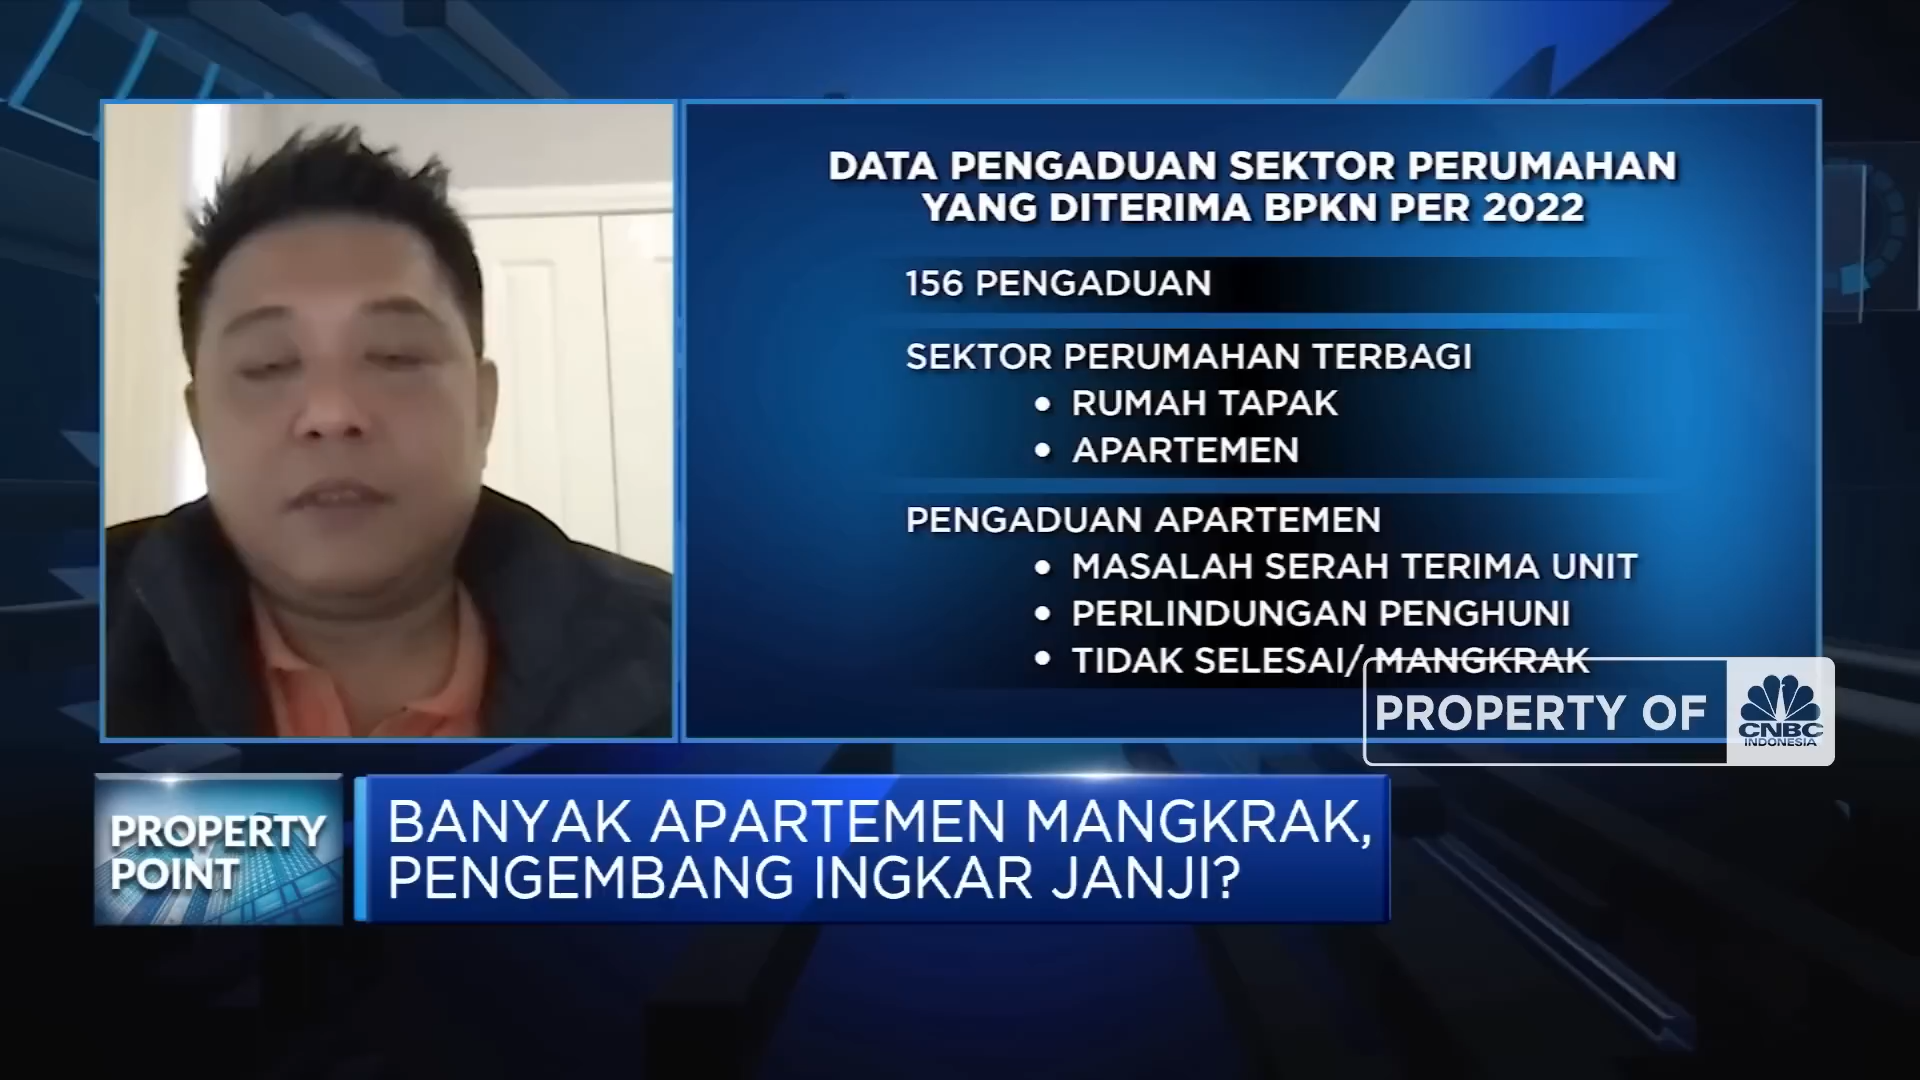 DATA PENGADUAN SEKTOR PERUMAHAN
YANG DITERIMA BPKN PER 2022
156 PENGADUAN
SEKTOR PERUMAHAN TERBAGI
• RUMAH TAPAK
• APARTEMEN
PENGADUAN APARTEMEN
• MASALAH SERAH TERIMA UNIT
• PERLINDUNGAN PENGHUNI
• TIDAK SELESAI/ MANGKRAK
PROPERTY OF
CNBC
INDONESIA
PROPERTY
POINT
BANYAK APARTEMEN MANGKRAK,
PENGEMBANG INGKAR JANJI?